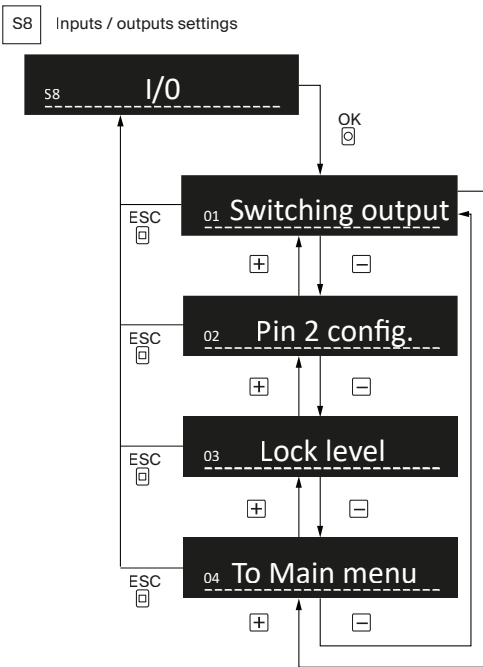 S8 Inputs / outputs settings
S8 I/0
OK
01 Switching output
ESC
+ −
02 Pin 2 config.
ESC
+ −
03 Lock level
ESC
+ −
04 To Main menu
ESC
+ −